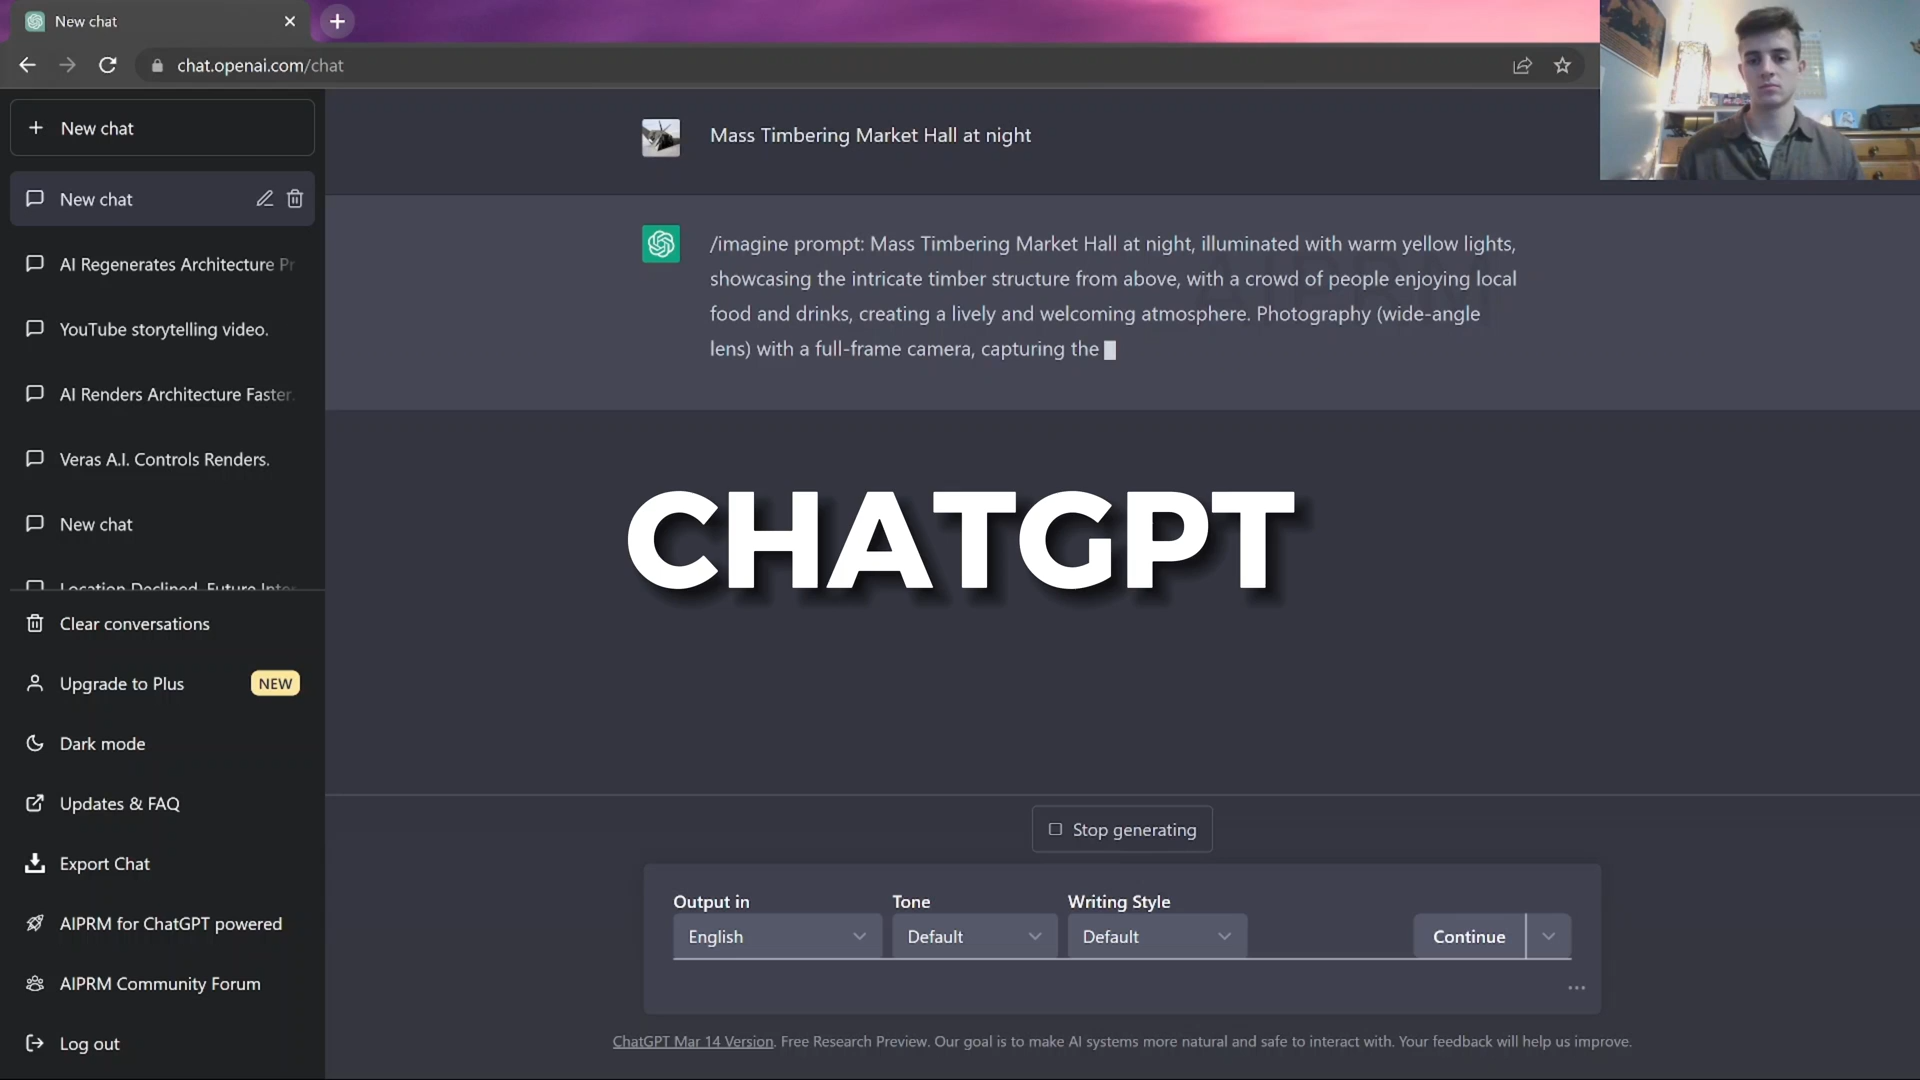 New chat
chat.openai.com/chat
New chat
New chat
AI Regenerates Architecture Pr
YouTube storytelling video.
AI Renders Architecture Faster.
Veras A.I. Controls Renders.
New chat
Location Declined, Future Inte
Clear conversations
Upgrade to Plus NEW
Dark mode
Updates & FAQ
Export Chat
AIPRM for ChatGPT powered
AIPRM Community Forum
Log out
Mass Timbering Market Hall at night
/imagine prompt: Mass Timbering Market Hall at night, illuminated with warm yellow lights,
showcasing the intricate timber structure from above, with a crowd of people enjoying local
food and drinks, creating a lively and welcoming atmosphere. Photography (wide-angle
lens) with a full-frame camera, capturing the
CHATGPT
Stop generating
Output in Tone Writing Style
English Default Default Continue
ChatGPT Mar 14 Version. Free Research Preview. Our goal is to make AI systems more natural and safe to interact with. Your feedback will help us improve.